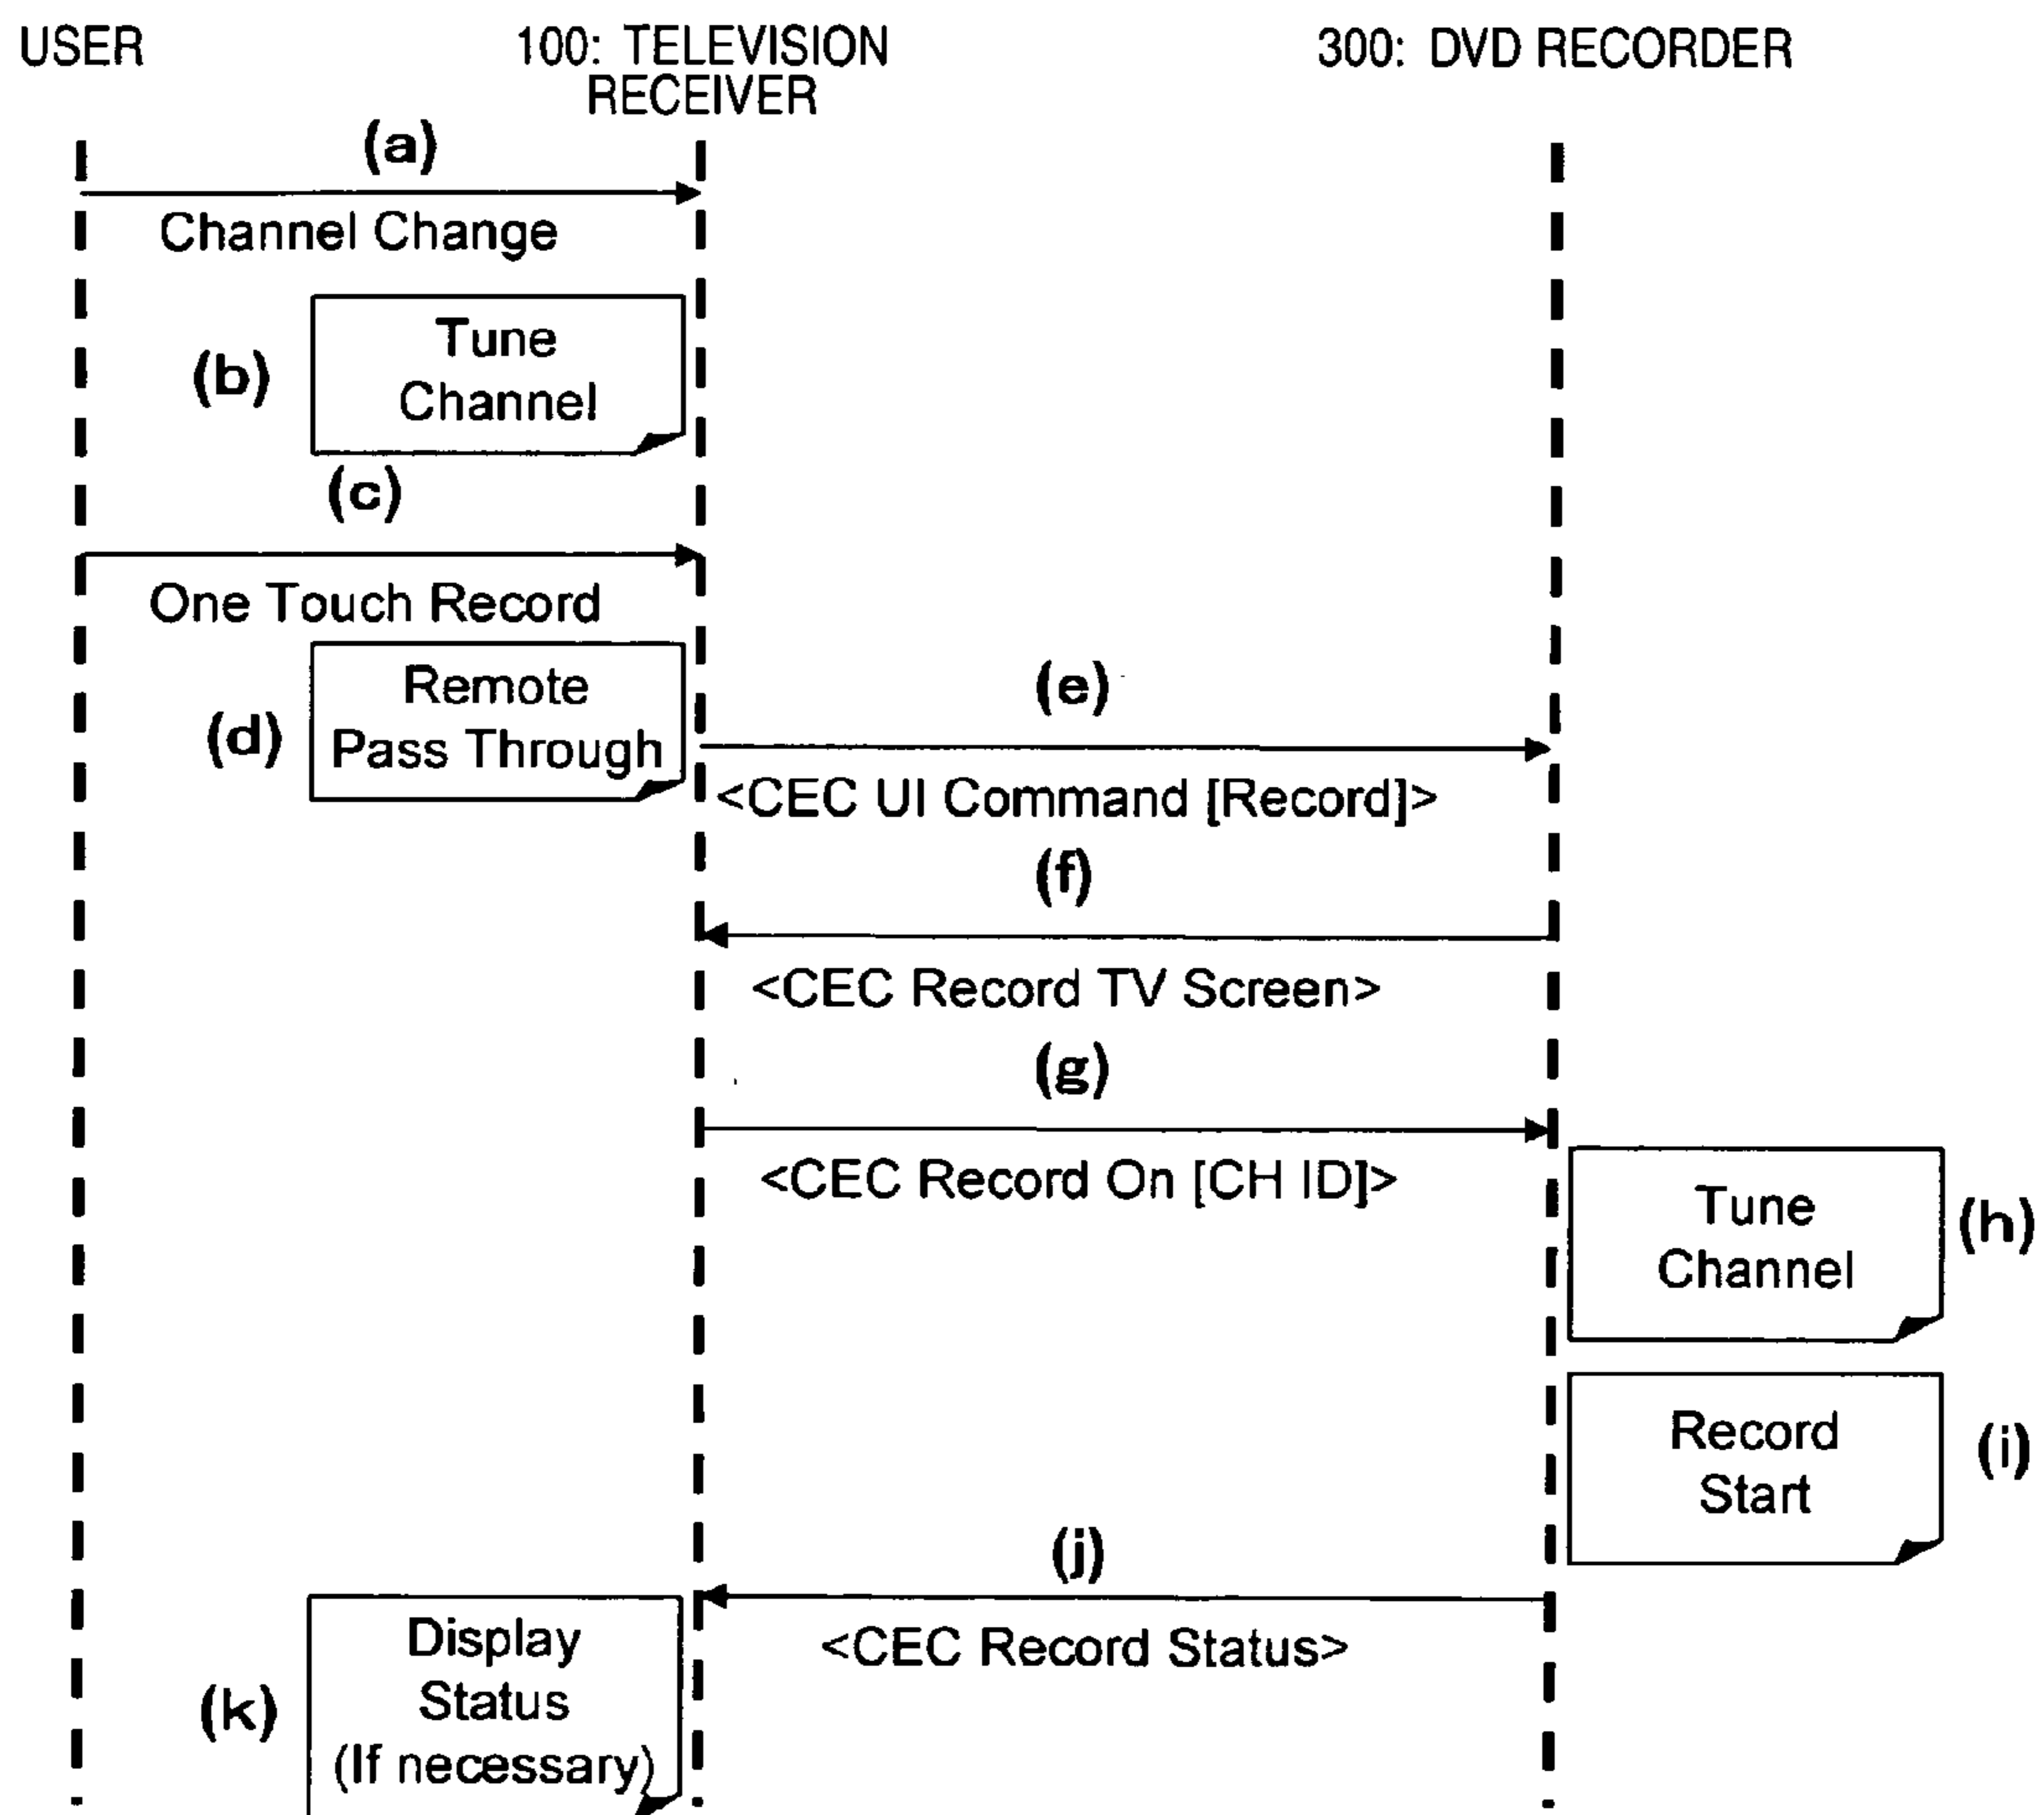 USER
100: TELEVISION
RECEIVER
300: DVD RECORDER
(a)
Channel Change
(b)
Tune
Channel
(c)
One Touch Record
(d)
Remote
Pass Through
(e)
<CEC UI Command [Record]>
(f)
<CEC Record TV Screen>
(g)
<CEC Record On [CH ID]>
Tune
Channel
(h)
Record
Start
(i)
(j)
<CEC Record Status>
(k)
Display
Status
(If necessary)